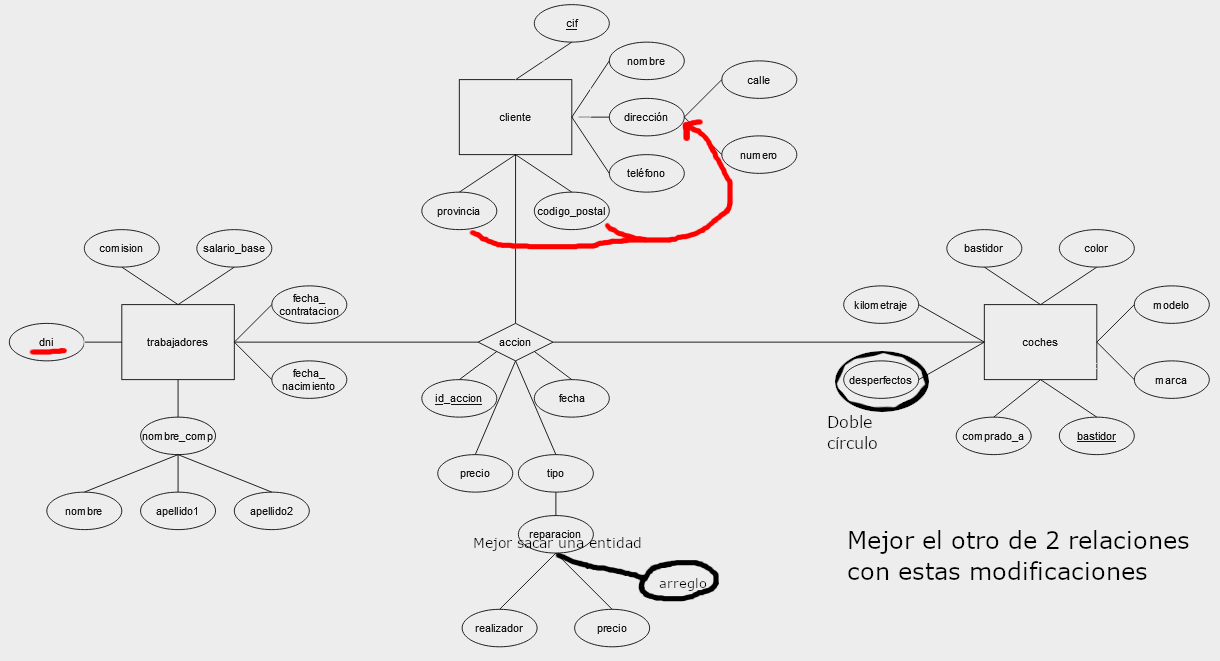 cif
nombre
calle
cliente
dirección
numero
teléfono
provincia
codigo_postal
comision
salario_base
fecha_
contratacion
dni
trabajadores
fecha_
nacimiento
nombre_comp
nombre
apellido1
apellido2
accion
id_accion
fecha
precio
tipo
reparacion
Mejor sacar una entidad
arreglo
realizador
precio
bastidor
color
kilometraje
modelo
coches
desperfectos
marca
Doble
círculo
comprado_a
bastidor
Mejor el otro de 2 relaciones
con estas modificaciones